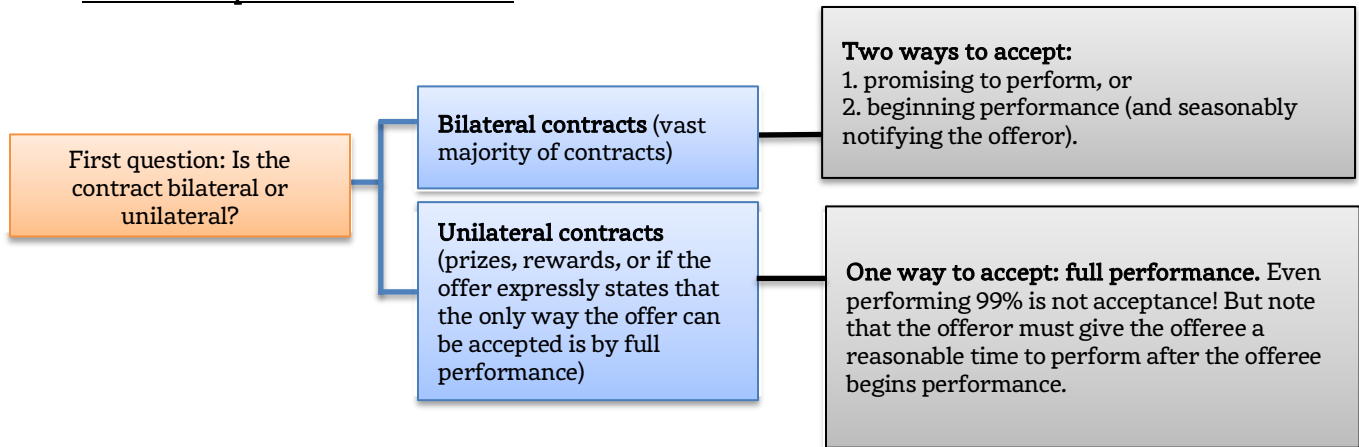 First question: Is the
contract bilateral or
unilateral?
Bilateral contracts (vast
majority of contracts)
Two ways to accept:
1. promising to perform, or
2. beginning performance (and seasonably
notifying the offeror).
Unilateral contracts
(prizes, rewards, or if the
offer expressly states that
the only way the offer can
be accepted is by full
performance)
One way to accept: full performance. Even
performing 99% is not acceptance! But note
that the offeror must give the offeree a
reasonable time to perform after the offeree
begins performance.